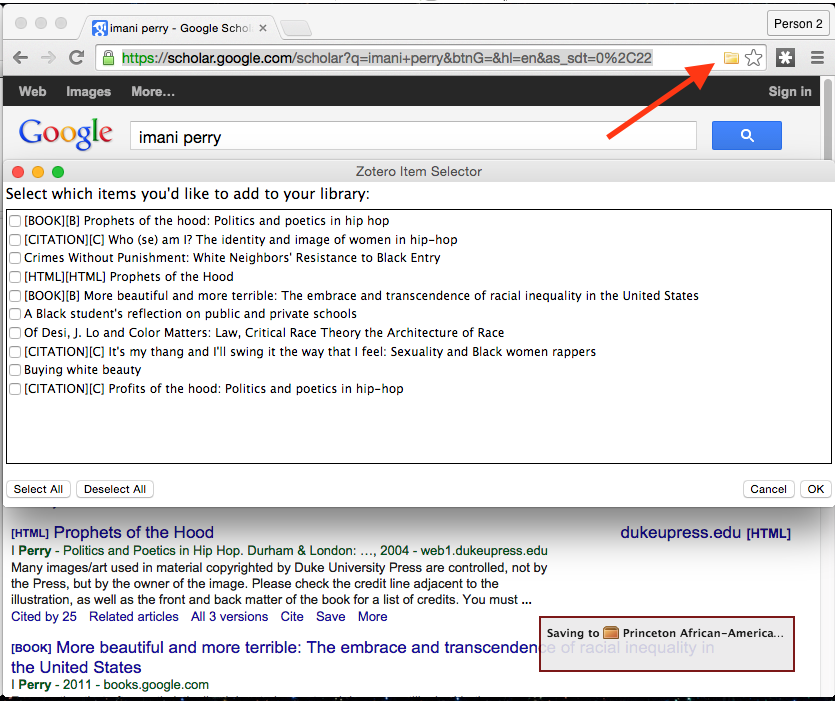 imani perry - Google Schol
Person 2
https://scholar.google.com/scholar?q=imani+perry&btnG=&hl=en&as_sdt=0%2C22
Web Images More... Sign in
Google imani perry
Zotero Item Selector
Select which items you'd like to add to your library:
[BOOK][B] Prophets of the hood: Politics and poetics in hip hop
[CITATION][C] Who (se) am I? The identity and image of women in hip-hop
Crimes Without Punishment: White Neighbors' Resistance to Black Entry
[HTML][HTML] Prophets of the Hood
[BOOK][B] More beautiful and more terrible: The embrace and transcendence of racial inequality in the United States
A Black student's reflection on public and private schools
Of Desi, J. Lo and Color Matters: Law, Critical Race Theory the Architecture of Race
[CITATION][C] It's my thang and I'll swing it the way that I feel: Sexuality and Black women rappers
Buying white beauty
[CITATION][C] Profits of the hood: Politics and poetics in hip-hop
Select All Deselect All Cancel OK
[HTML] Prophets of the Hood dukeupress.edu [HTML]
I Perry - Politics and Poetics in Hip Hop. Durham & London: ..., 2004 - web1.dukeupress.edu
Many images/art used in material copyrighted by Duke University Press are controlled, not by
the Press, but by the owner of the image. Please check the credit line adjacent to the
illustration, as well as the front and back matter of the book for a list of credits. You must ...
Cited by 25 Related articles All 3 versions Cite Save More
Saving to Princeton African-America...
[BOOK] More beautiful and more terrible: The embrace and transcendence of racial inequality in
the United States
I Perry - 2011 - books.google.com